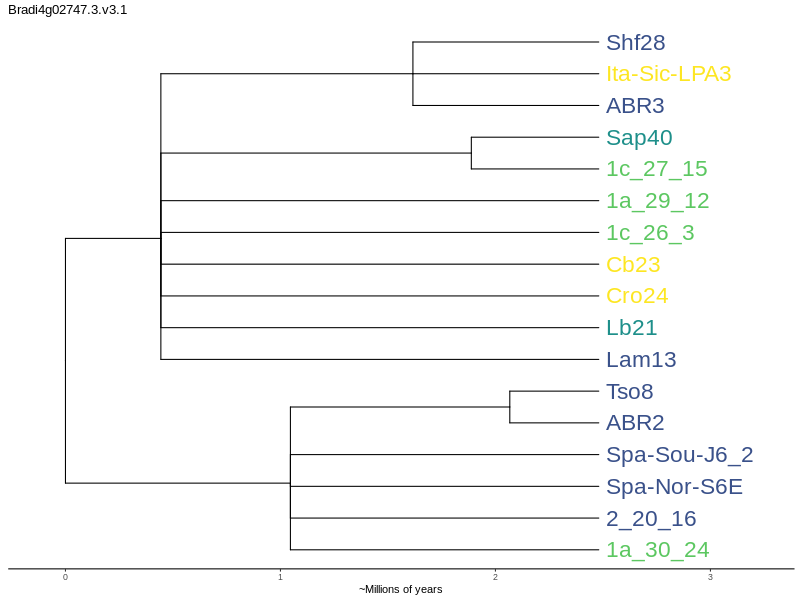 Bradi4g02747.3.v3.1
Shf28
Ita-Sic-LPA3
ABR3
Sap40
1c_27_15
1a_29_12
1c_26_3
Cb23
Cro24
Lb21
Lam13
Tso8
ABR2
Spa-Sou-J6_2
Spa-Nor-S6E
2_20_16
1a_30_24
0 1 2 3
~Millions of years